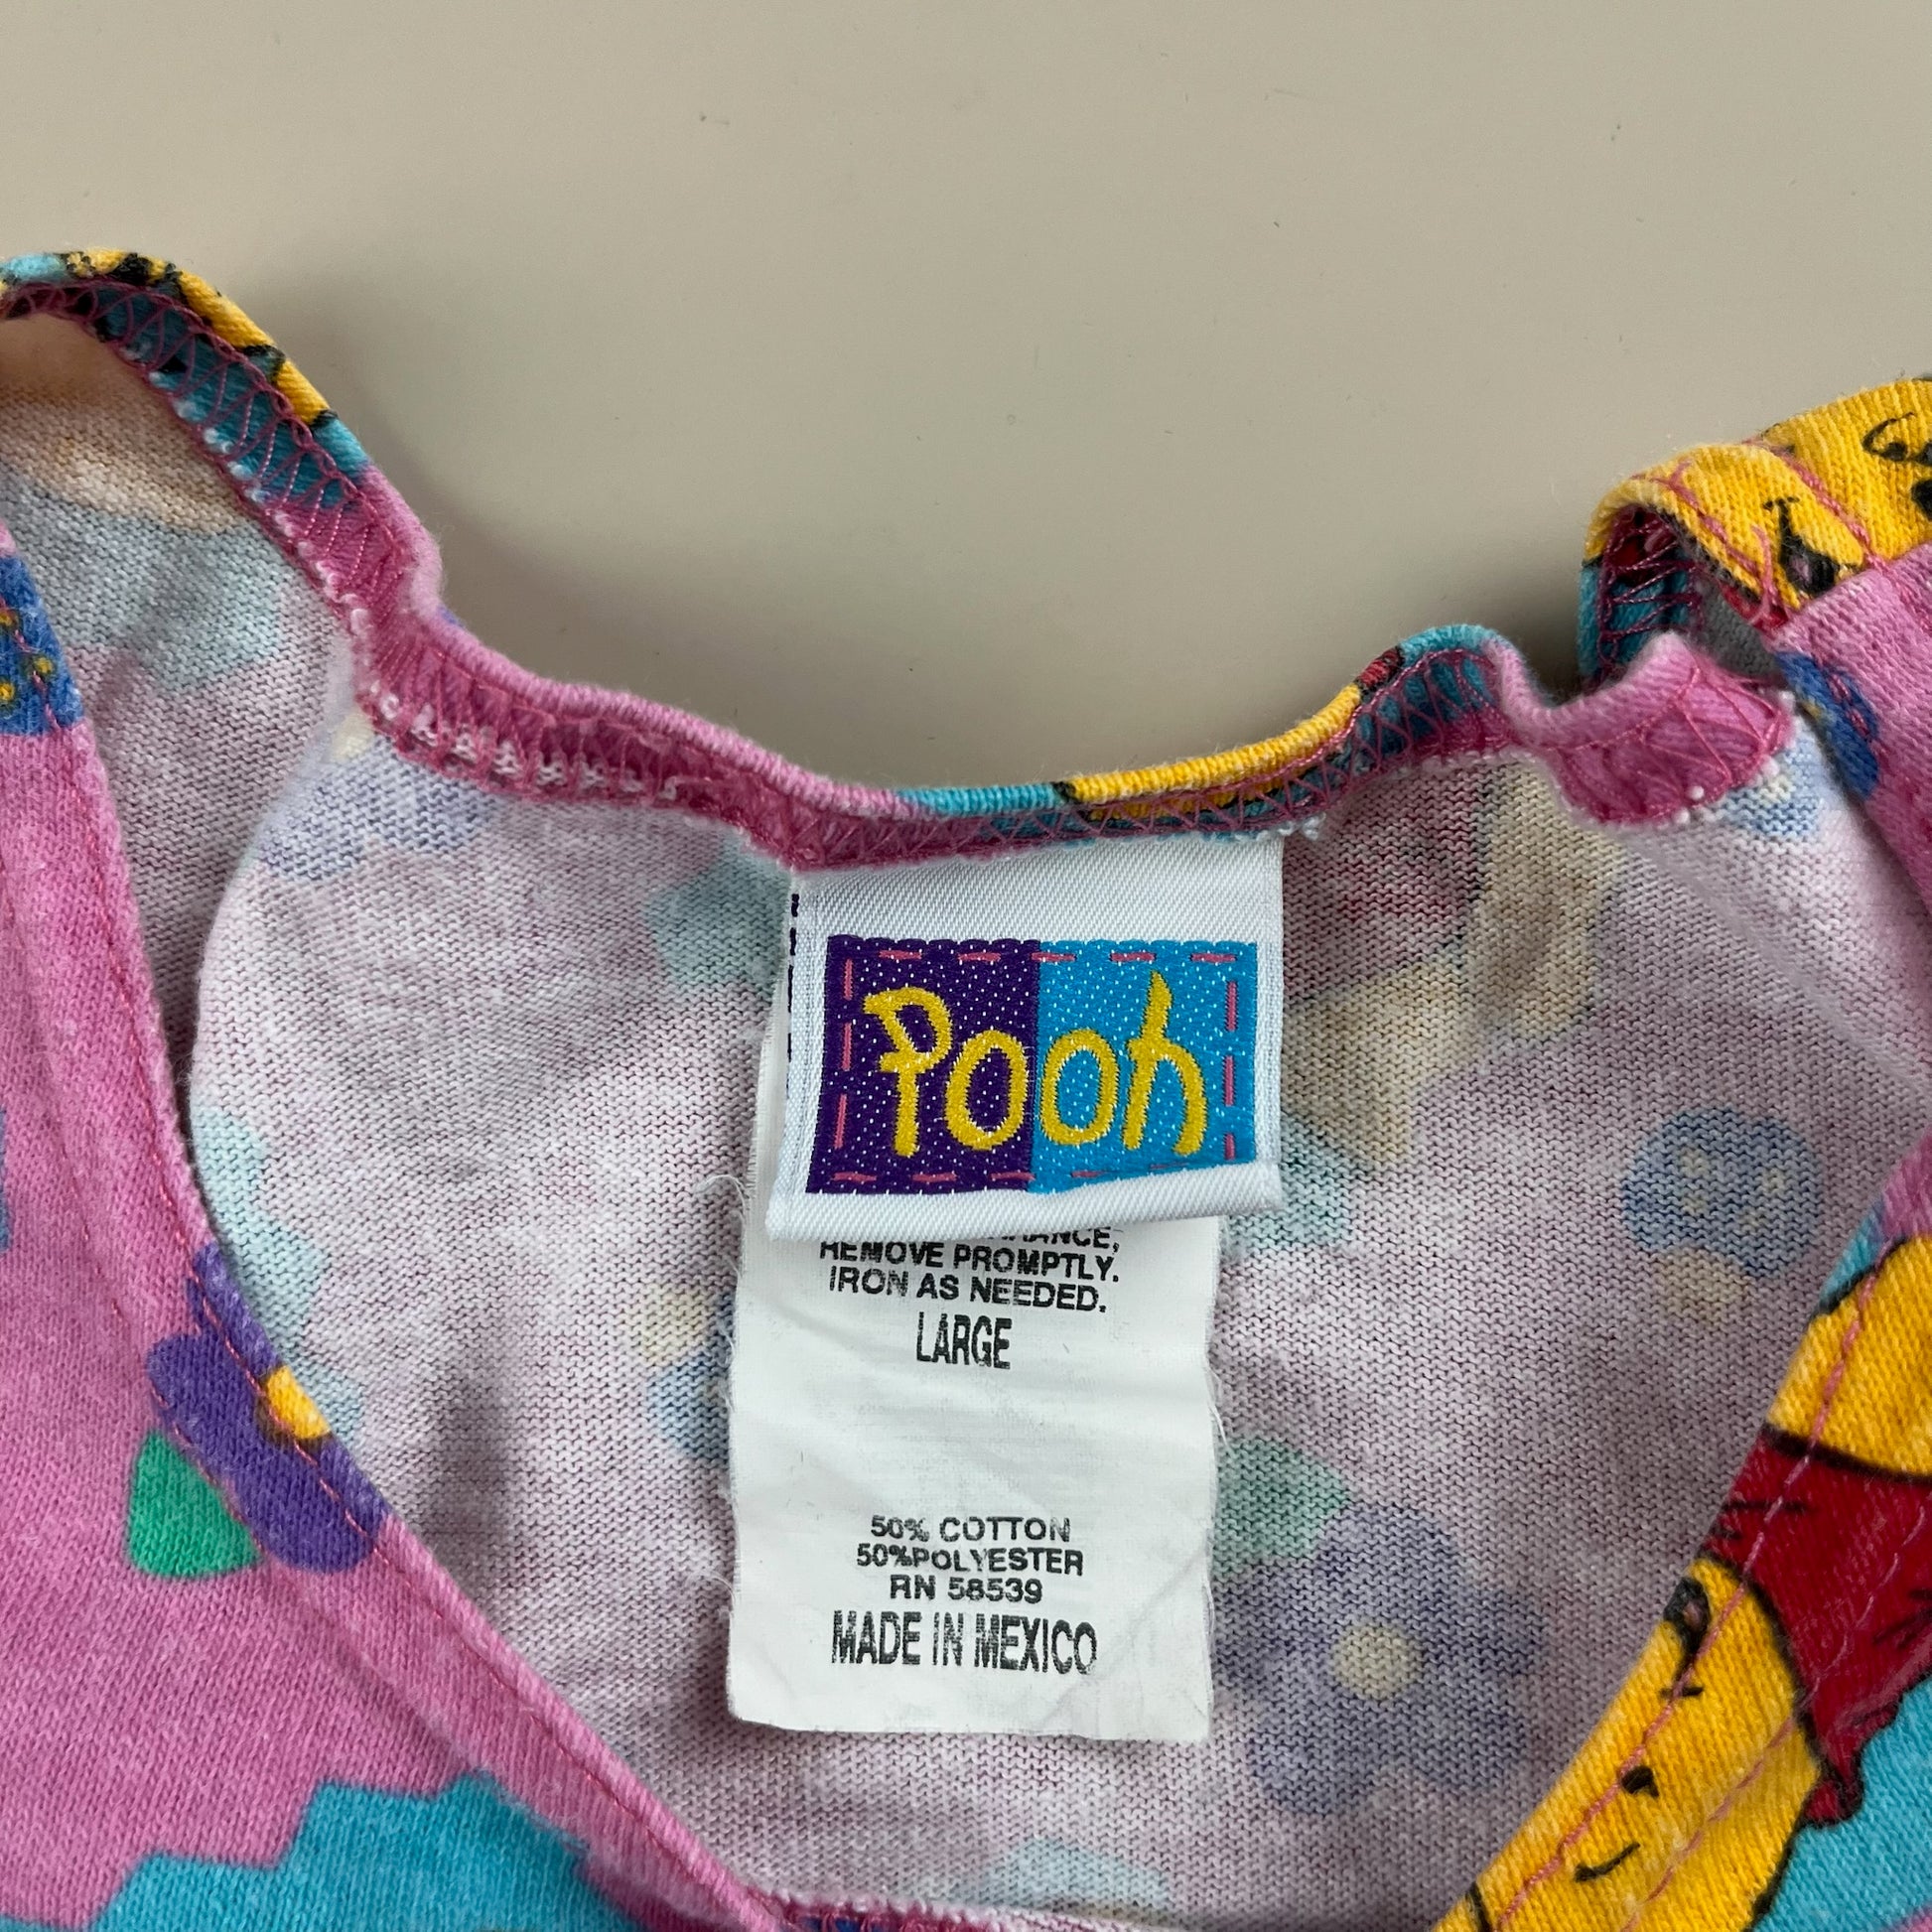 Pooh
REMOVE PROMPTLY.
IRON AS NEEDED.
LARGE
50% COTTON
50%POLYESTER
RN 58539
MADE IN MEXICO